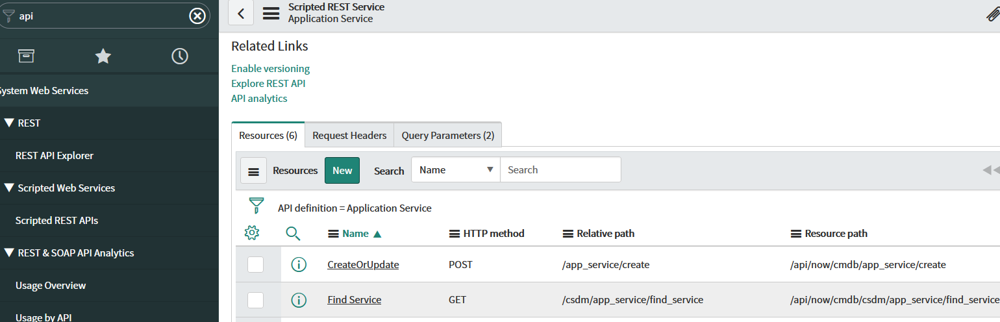 api
System Web Services
REST
REST API Explorer
Scripted Web Services
Scripted REST APIs
REST & SOAP API Analytics
Usage Overview
Usage by API
Scripted REST Service
Application Service
Related Links
Enable versioning
Explore REST API
API analytics
Resources (6) Request Headers Query Parameters (2)
Resources New Search Name Search
API definition = Application Service
Name HTTP method Relative path Resource path
CreateOrUpdate POST /app_service/create /api/now/cmdb/app_service/create
Find Service GET /csdm/app_service/find_service /api/now/cmdb/csdm/app_service/find_service